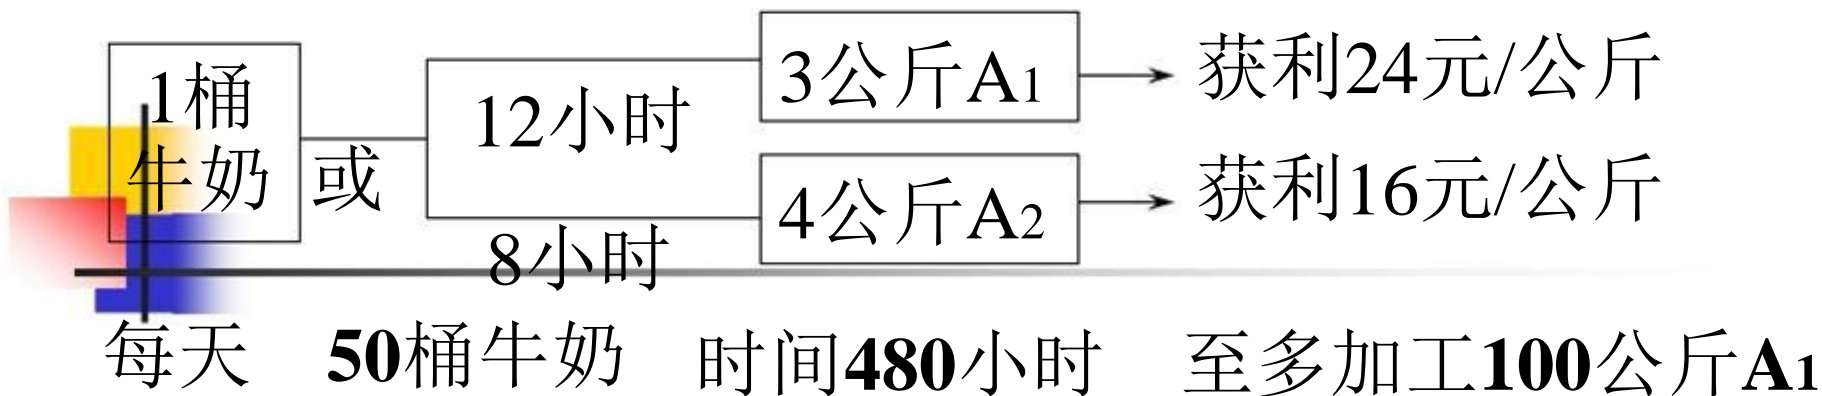 1桶
牛奶
或
12小时
8小时
3公斤A1
获利24元/公斤
4公斤A2
获利16元/公斤
每天 50桶牛奶 时间480小时 至多加工100公斤A1